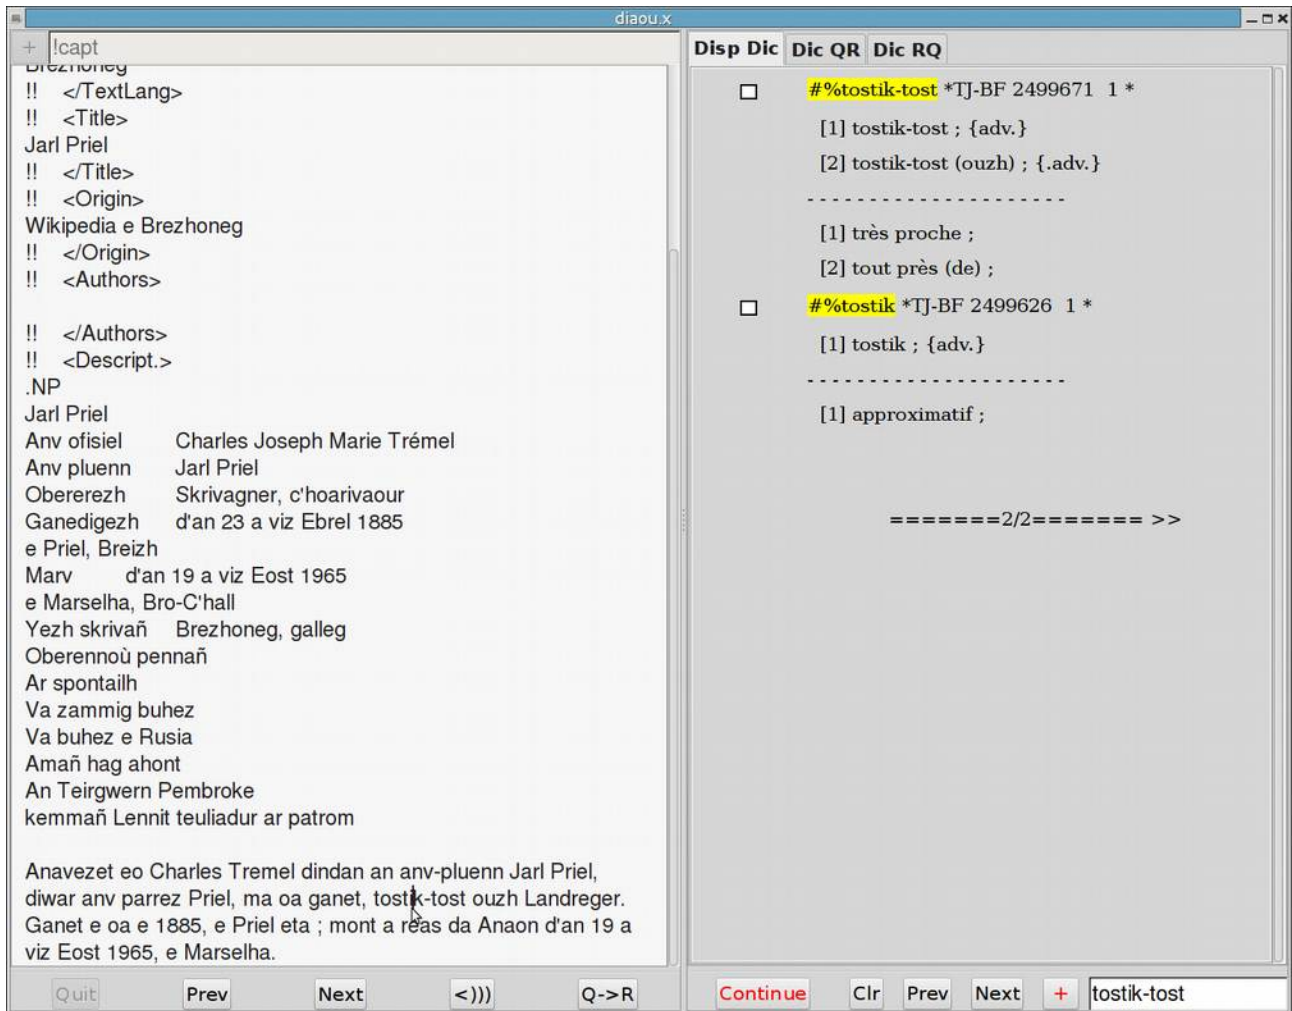 diaou.x
+ !capt
Brezhoneg
!! </TextLang>
!! <Title>
Jarl Priel
!! </Title>
!! <Origin>
Wikipedia e Brezhoneg
!! </Origin>
!! <Authors>
!! </Authors>
!! <Descript.>
.NP
Jarl Priel
Anv ofisiel Charles Joseph Marie Trémel
Anv pluenn Jarl Priel
Obererezh Skrivagner, c'hoarivaour
Ganedigezh d'an 23 a viz Ebrel 1885
e Priel, Breizh
Marv d'an 19 a viz Eost 1965
e Marselha, Bro-C'hall
Yezh skrivañ Brezhoneg, galleg
Oberennoù pennañ
Ar spontailh
Va zammig buhez
Va buhez e Rusia
Amañ hag ahont
An Teirgwern Pembroke
kemmañ Lennit teuliadur ar patrom
Anavezet eo Charles Tremel dindan an anv-pluenn Jarl Priel,
diwar anv parrez Priel, ma oa ganet, tostik-tost ouzh Landreger.
Ganet e oa e 1885, e Priel eta ; mont a reas da Anaon d'an 19 a
viz Eost 1965, e Marselha.
Quit Prev Next <))) Q->R
Disp Dic Dic QR Dic RQ
#%tostik-tost *TJ-BF 2499671 1 *
[1] tostik-tost ; {adv.}
[2] tostik-tost (ouzh) ; {.adv.}
- - - - - - - - - - - - - - - - - - - - -
[1] très proche ;
[2] tout près (de) ;
#%tostik *TJ-BF 2499626 1 *
[1] tostik ; {adv.}
- - - - - - - - - - - - - - - - - - - - -
[1] approximatif ;
=======2/2======= >>
Continue Clr Prev Next + tostik-tost